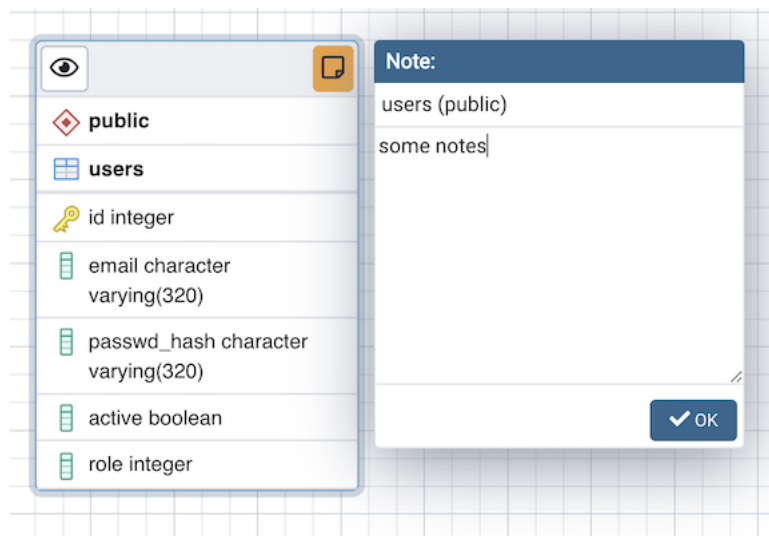 public
users
id integer
email character
varying(320)
passwd_hash character
varying(320)
active boolean
role integer
Note:
users (public)
some notes
OK